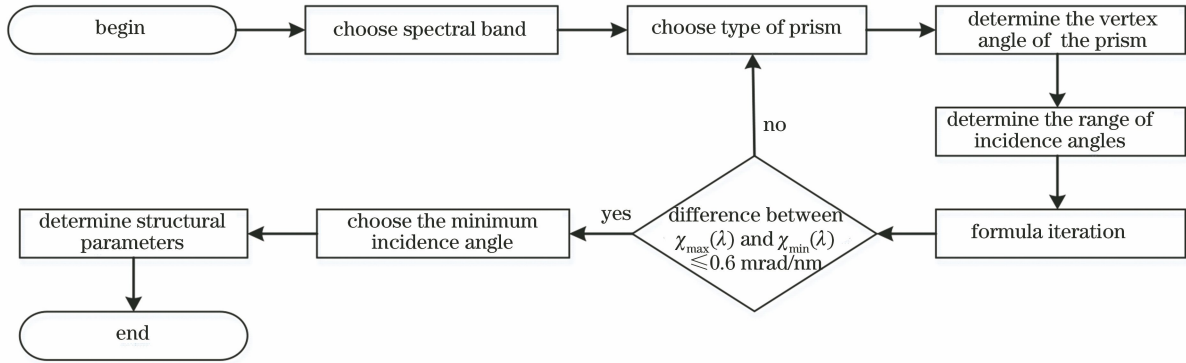 begin
choose spectral band
choose type of prism
determine the vertex
angle of the prism
determine the range of
incidence angles
formula iteration
difference between
χmax(λ) and χmin(λ)
≤0.6 mrad/nm
no
yes
choose the minimum
incidence angle
determine structural
parameters
end